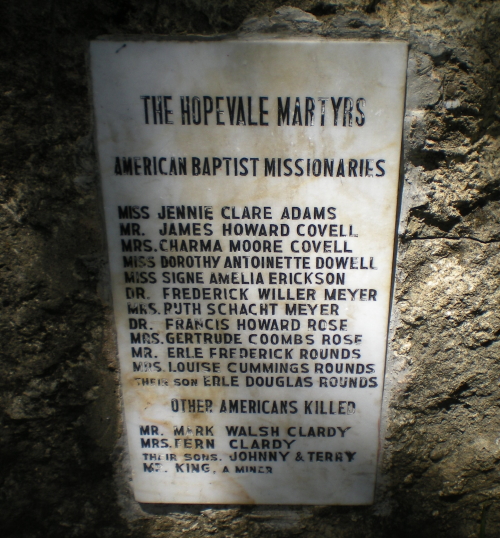 THE HOPEVALE MARTYRS
AMERICAN BAPTIST MISSIONARIES
MISS JENNIE CLARE ADAMS
MR. JAMES HOWARD COVELL
MRS. CHARMA MOORE COVELL
MISS DOROTHY ANTOINETTE DOWELL
MISS SIGNE AMELIA ERICKSON
DR. FREDERICK WILLER MEYER
MRS. RUTH SCHACHT MEYER
DR. FRANCIS HOWARD ROSE
MRS. GERTRUDE COOMBS ROSE
MR. ERLE FREDERICK ROUNDS
MRS. LOUISE CUMMINGS ROUNDS
THEIR SON ERLE DOUGLAS ROUNDS
OTHER AMERICANS KILLED
MR. MARK WALSH CLARDY
MRS. FERN CLARDY
THEIR SONS, JOHNNY & TERRY
MR. KING, A MINER